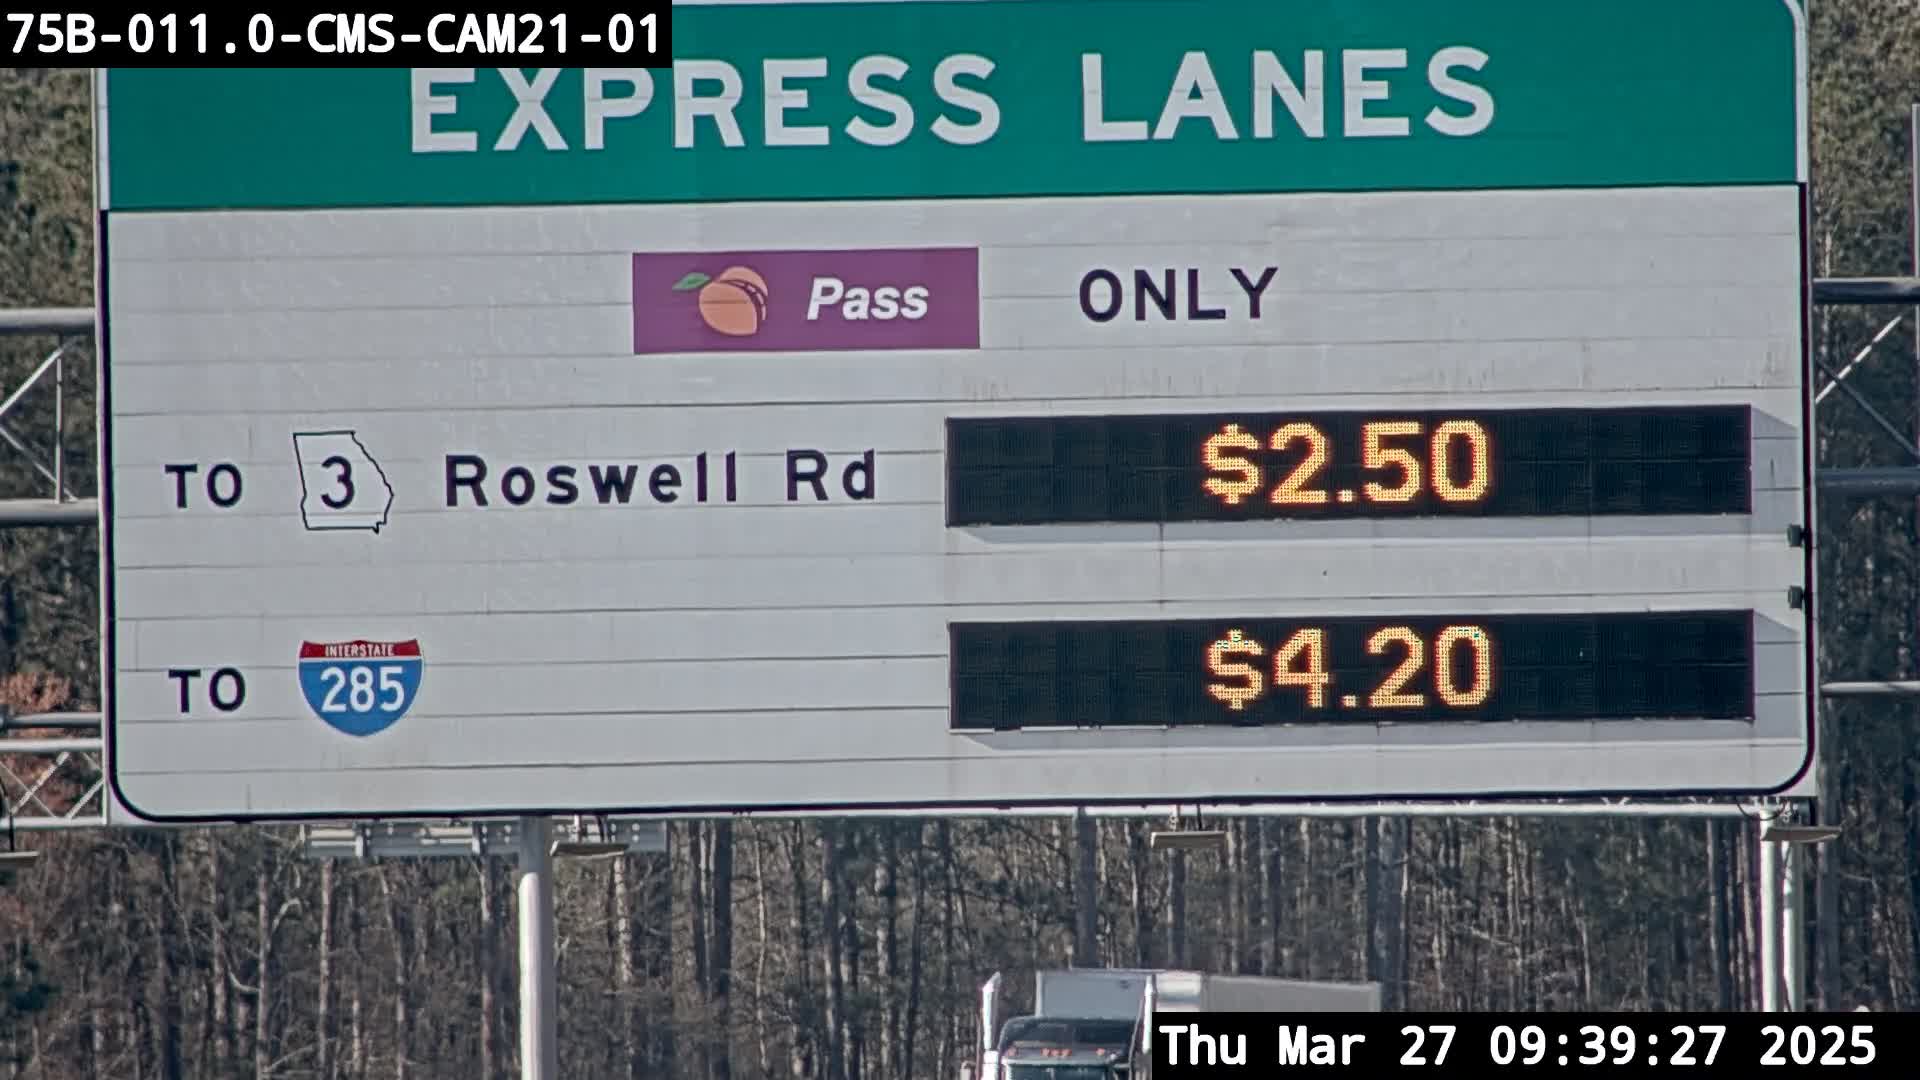 75B-011.0-CMS-CAM21-01
EXPRESS LANES
Pass ONLY
TO 3 Roswell Rd $2.50
TO INTERSTATE 285 $4.20
Thu Mar 27 09:39:27 2025